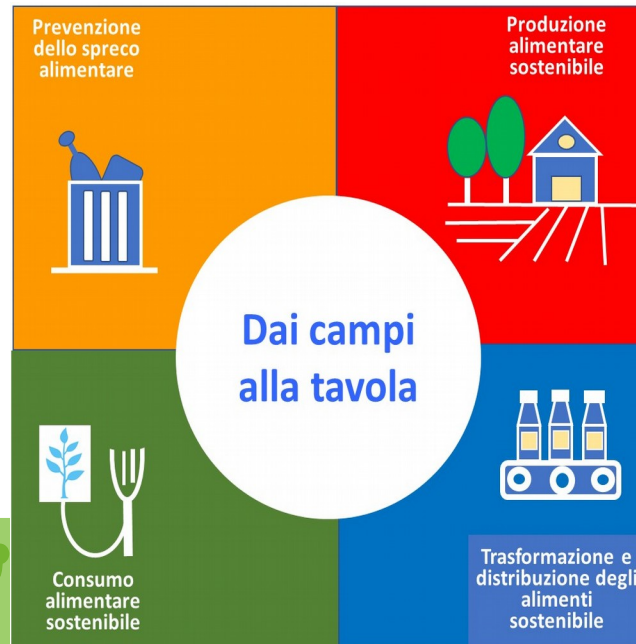 Prevenzione
dello spreco
alimentare
Produzione
alimentare
sostenibile
Dai campi
alla tavola
Consumo
alimentare
sostenibile
Trasformazione e
distribuzione degli
alimenti
sostenibile